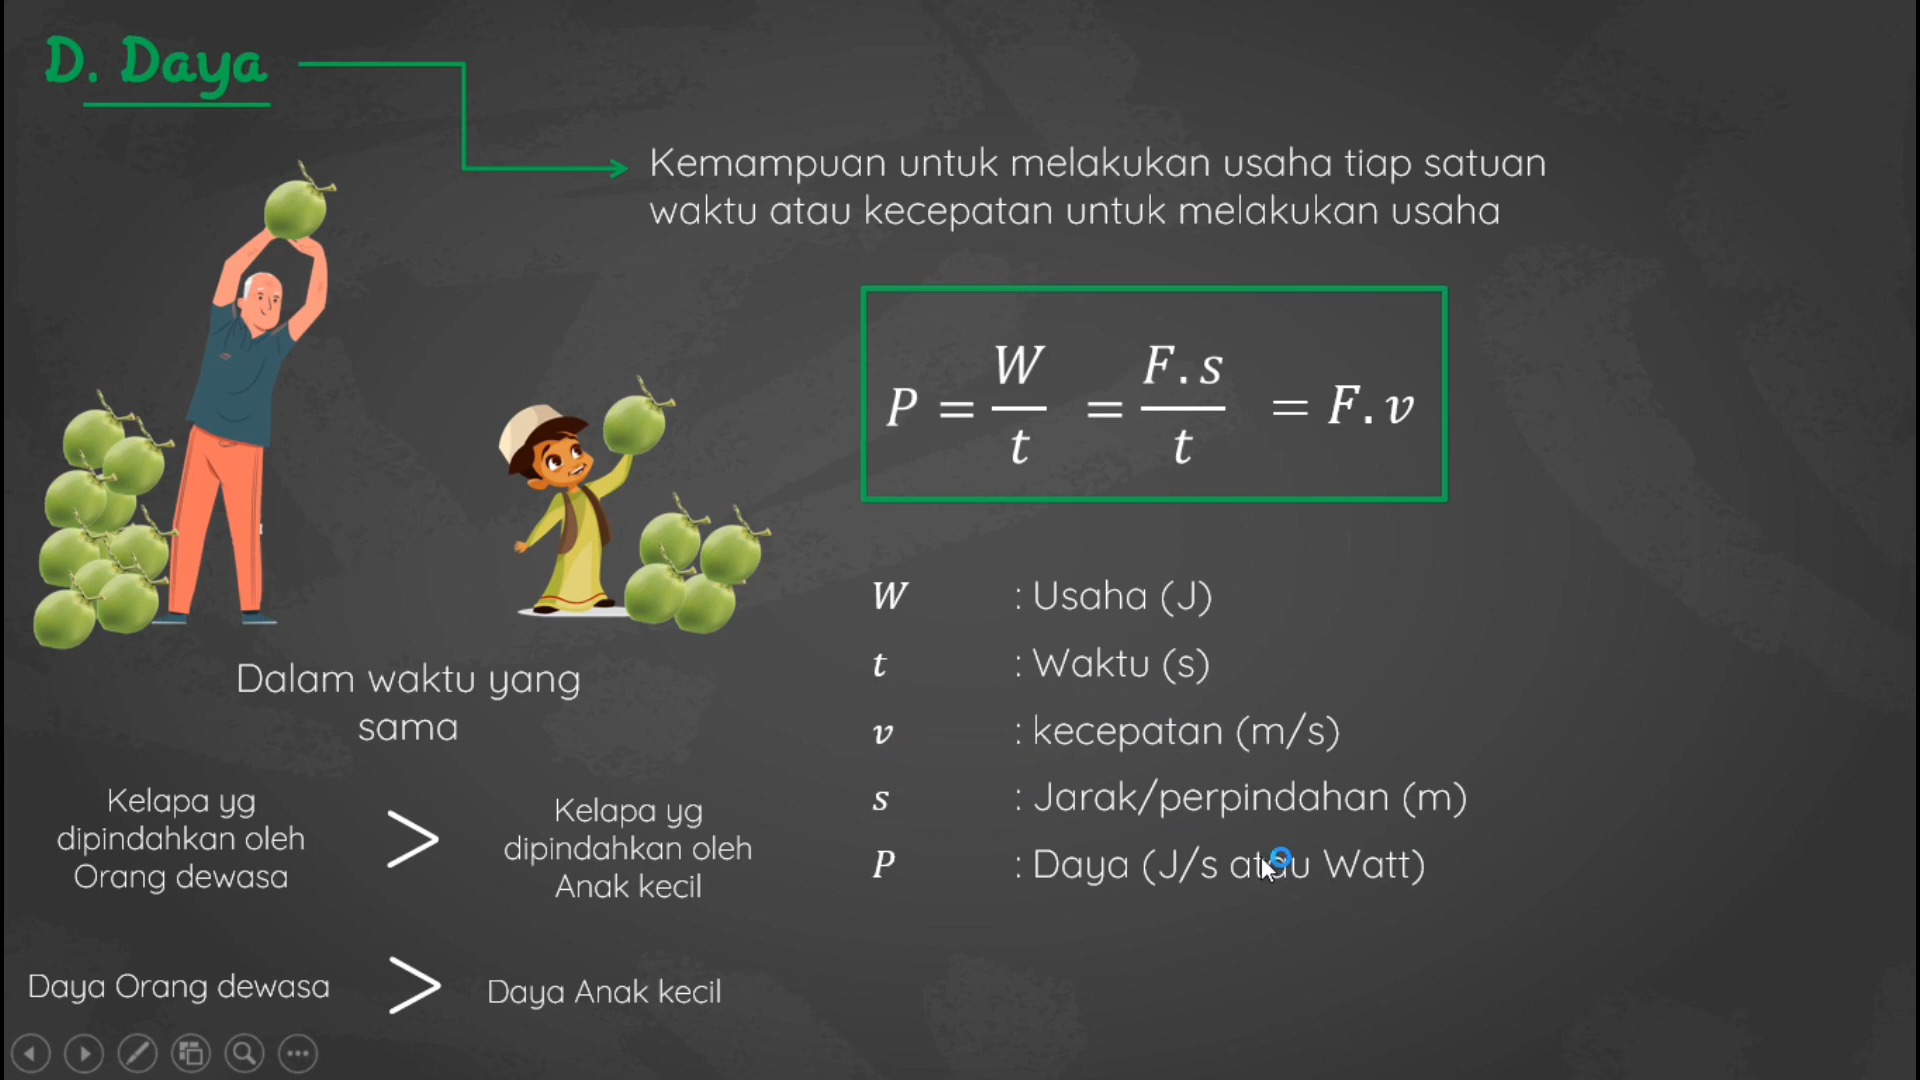 D. Daya
Kemampuan untuk melakukan usaha tiap satuan
waktu atau kecepatan untuk melakukan usaha
P = W/t = F.s/t = F.v
W : Usaha (J)
t : Waktu (s)
v : kecepatan (m/s)
s : Jarak/perpindahan (m)
P : Daya (J/s atau Watt)
Dalam waktu yang
sama
Kelapa yg
dipindahkan oleh
Orang dewasa
>
Kelapa yg
dipindahkan oleh
Anak kecil
Daya Orang dewasa > Daya Anak kecil